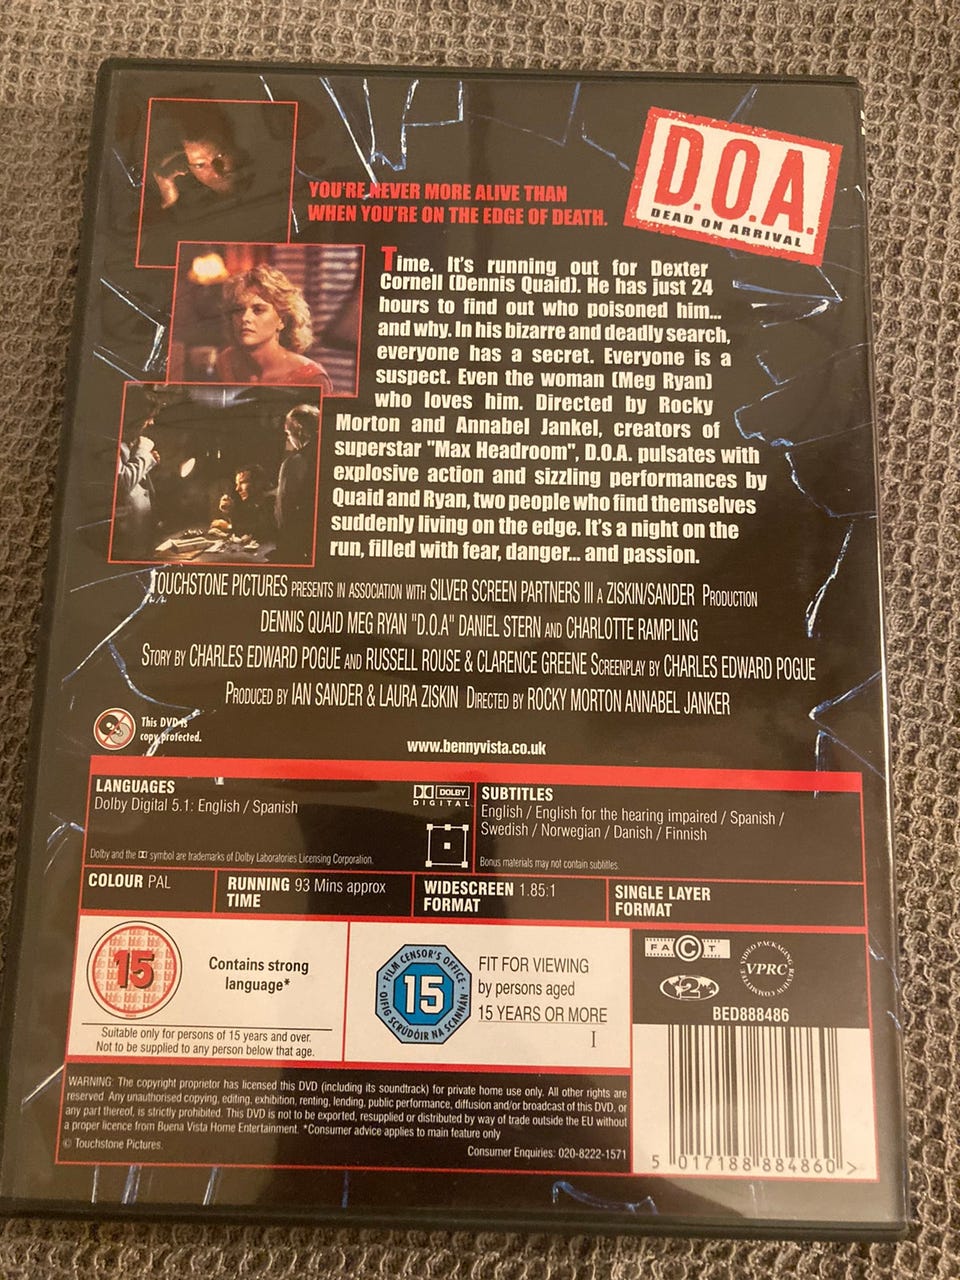 D.O.A.
DEAD ON ARRIVAL
YOU'RE NEVER MORE ALIVE THAN
WHEN YOU'RE ON THE EDGE OF DEATH.
Time. It's running out for Dexter
Cornell (Dennis Quaid). He has just 24
hours to find out who poisoned him...
and why. In his bizarre and deadly search,
everyone has a secret. Everyone is a
suspect. Even the woman (Meg Ryan)
who loves him. Directed by Rocky
Morton and Annabel Jankel, creators of
superstar "Max Headroom", D.O.A. pulsates with
explosive action and sizzling performances by
Quaid and Ryan, two people who find themselves
suddenly living on the edge. It's a night on the
run, filled with fear, danger... and passion.
TOUCHSTONE PICTURES PRESENTS IN ASSOCIATION WITH SILVER SCREEN PARTNERS III A ZISKIN/SANDER PRODUCTION
DENNIS QUAID MEG RYAN "D.O.A" DANIEL STERN AND CHARLOTTE RAMPLING
STORY BY CHARLES EDWARD POGUE AND RUSSELL ROUSE & CLARENCE GREENE SCREENPLAY BY CHARLES EDWARD POGUE
PRODUCED BY IAN SANDER & LAURA ZISKIN DIRECTED BY ROCKY MORTON ANNABEL JANKER
This DVD is
copy protected.
www.bennyvista.co.uk
LANGUAGES
Dolby Digital 5.1: English / Spanish
DOLBY
DIGITAL
Dolby and the DD symbol are trademarks of Dolby Laboratories Licensing Corporation.
SUBTITLES
English / English for the hearing impaired / Spanish /
Swedish / Norwegian / Danish / Finnish
Bonus materials may not contain subtitles.
COLOUR PAL
RUNNING 93 Mins approx
TIME
WIDESCREEN 1.85:1
FORMAT
SINGLE LAYER
FORMAT
15
Contains strong
language*
Suitable only for persons of 15 years and over.
Not to be supplied to any person below that age.
FILM CENSOR'S OFFICE
15
OIFIG SCRÚDÓIR NA SCANNÁN
FIT FOR VIEWING
by persons aged
15 YEARS OR MORE
I
FACT
2
VIDEO PACKAGING REVIEW COMMITTEE
VPRC
BED888486
WARNING: The copyright proprietor has licensed this DVD (including its soundtrack) for private home use only. All other rights are
reserved. Any unauthorised copying, editing, exhibition, renting, lending, public performance, diffusion and/or broadcast of this DVD, or
any part thereof, is strictly prohibited. This DVD is not to be exported, resupplied or distributed by way of trade outside the EU without
a proper licence from Buena Vista Home Entertainment. *Consumer advice applies to main feature only
© Touchstone Pictures.
Consumer Enquiries: 020-8222-1571
5 017188 884860 >